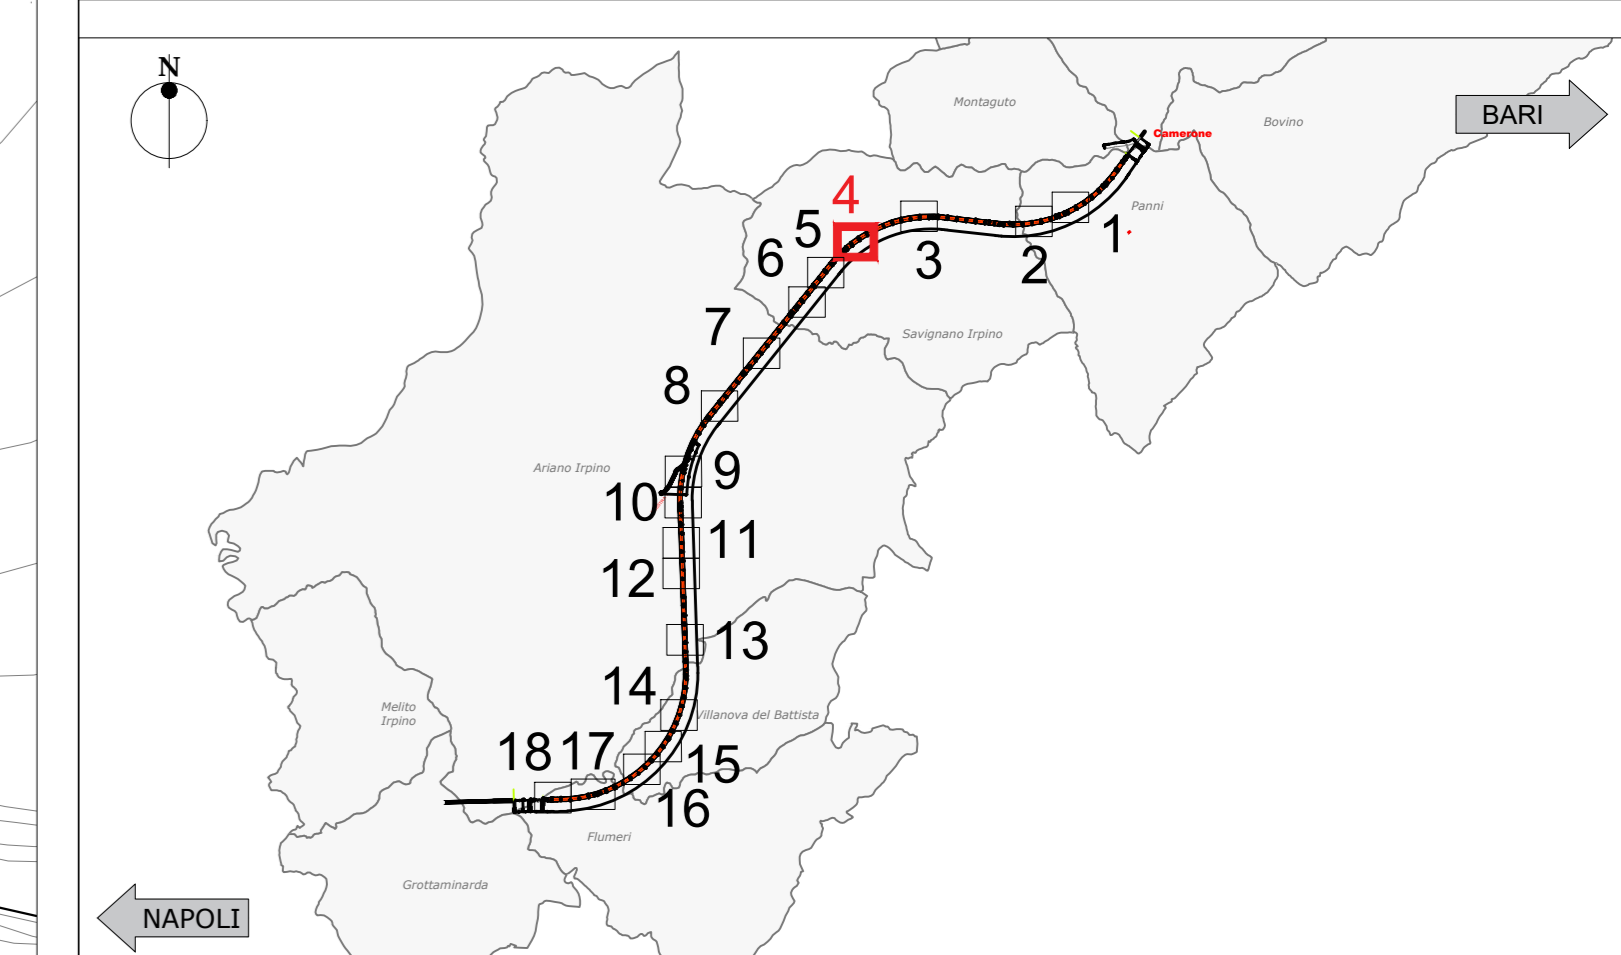 N
Montaguto
Bovino
BARI
Camerone
4
Panni
5
1
6
3
2
7
Savignano Irpino
8
Ariano Irpino
9
10
11
12
13
14
Melito
Irpino
Villanova del Battista
18
17
15
16
Flumeri
Grottaminarda
NAPOLI